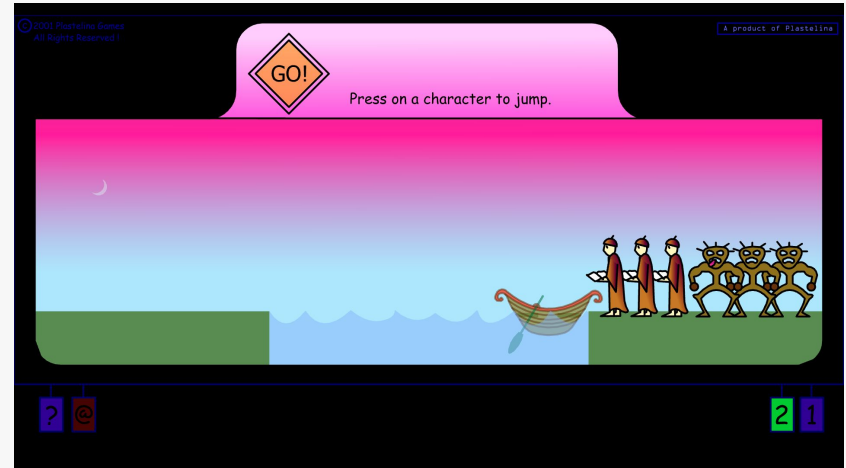 © 2001 Plastelina Games
All Rights Reserved !
A product of Plastelina
GO!
Press on a character to jump.
? @ 2 1